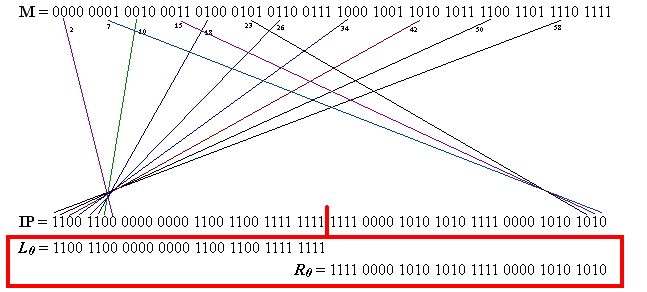 M = 0000 0001 0010 0011 0100 0101 0110 0111 1000 1001 1010 1011 1100 1101 1110 1111
2 7 10 15 18 23 26 34 42 50 58
IP = 1100 1100 0000 0000 1100 1100 1111 1111 1111 0000 1010 1010 1111 0000 1010 1010
L0 = 1100 1100 0000 0000 1100 1100 1111 1111
R0 = 1111 0000 1010 1010 1111 0000 1010 1010